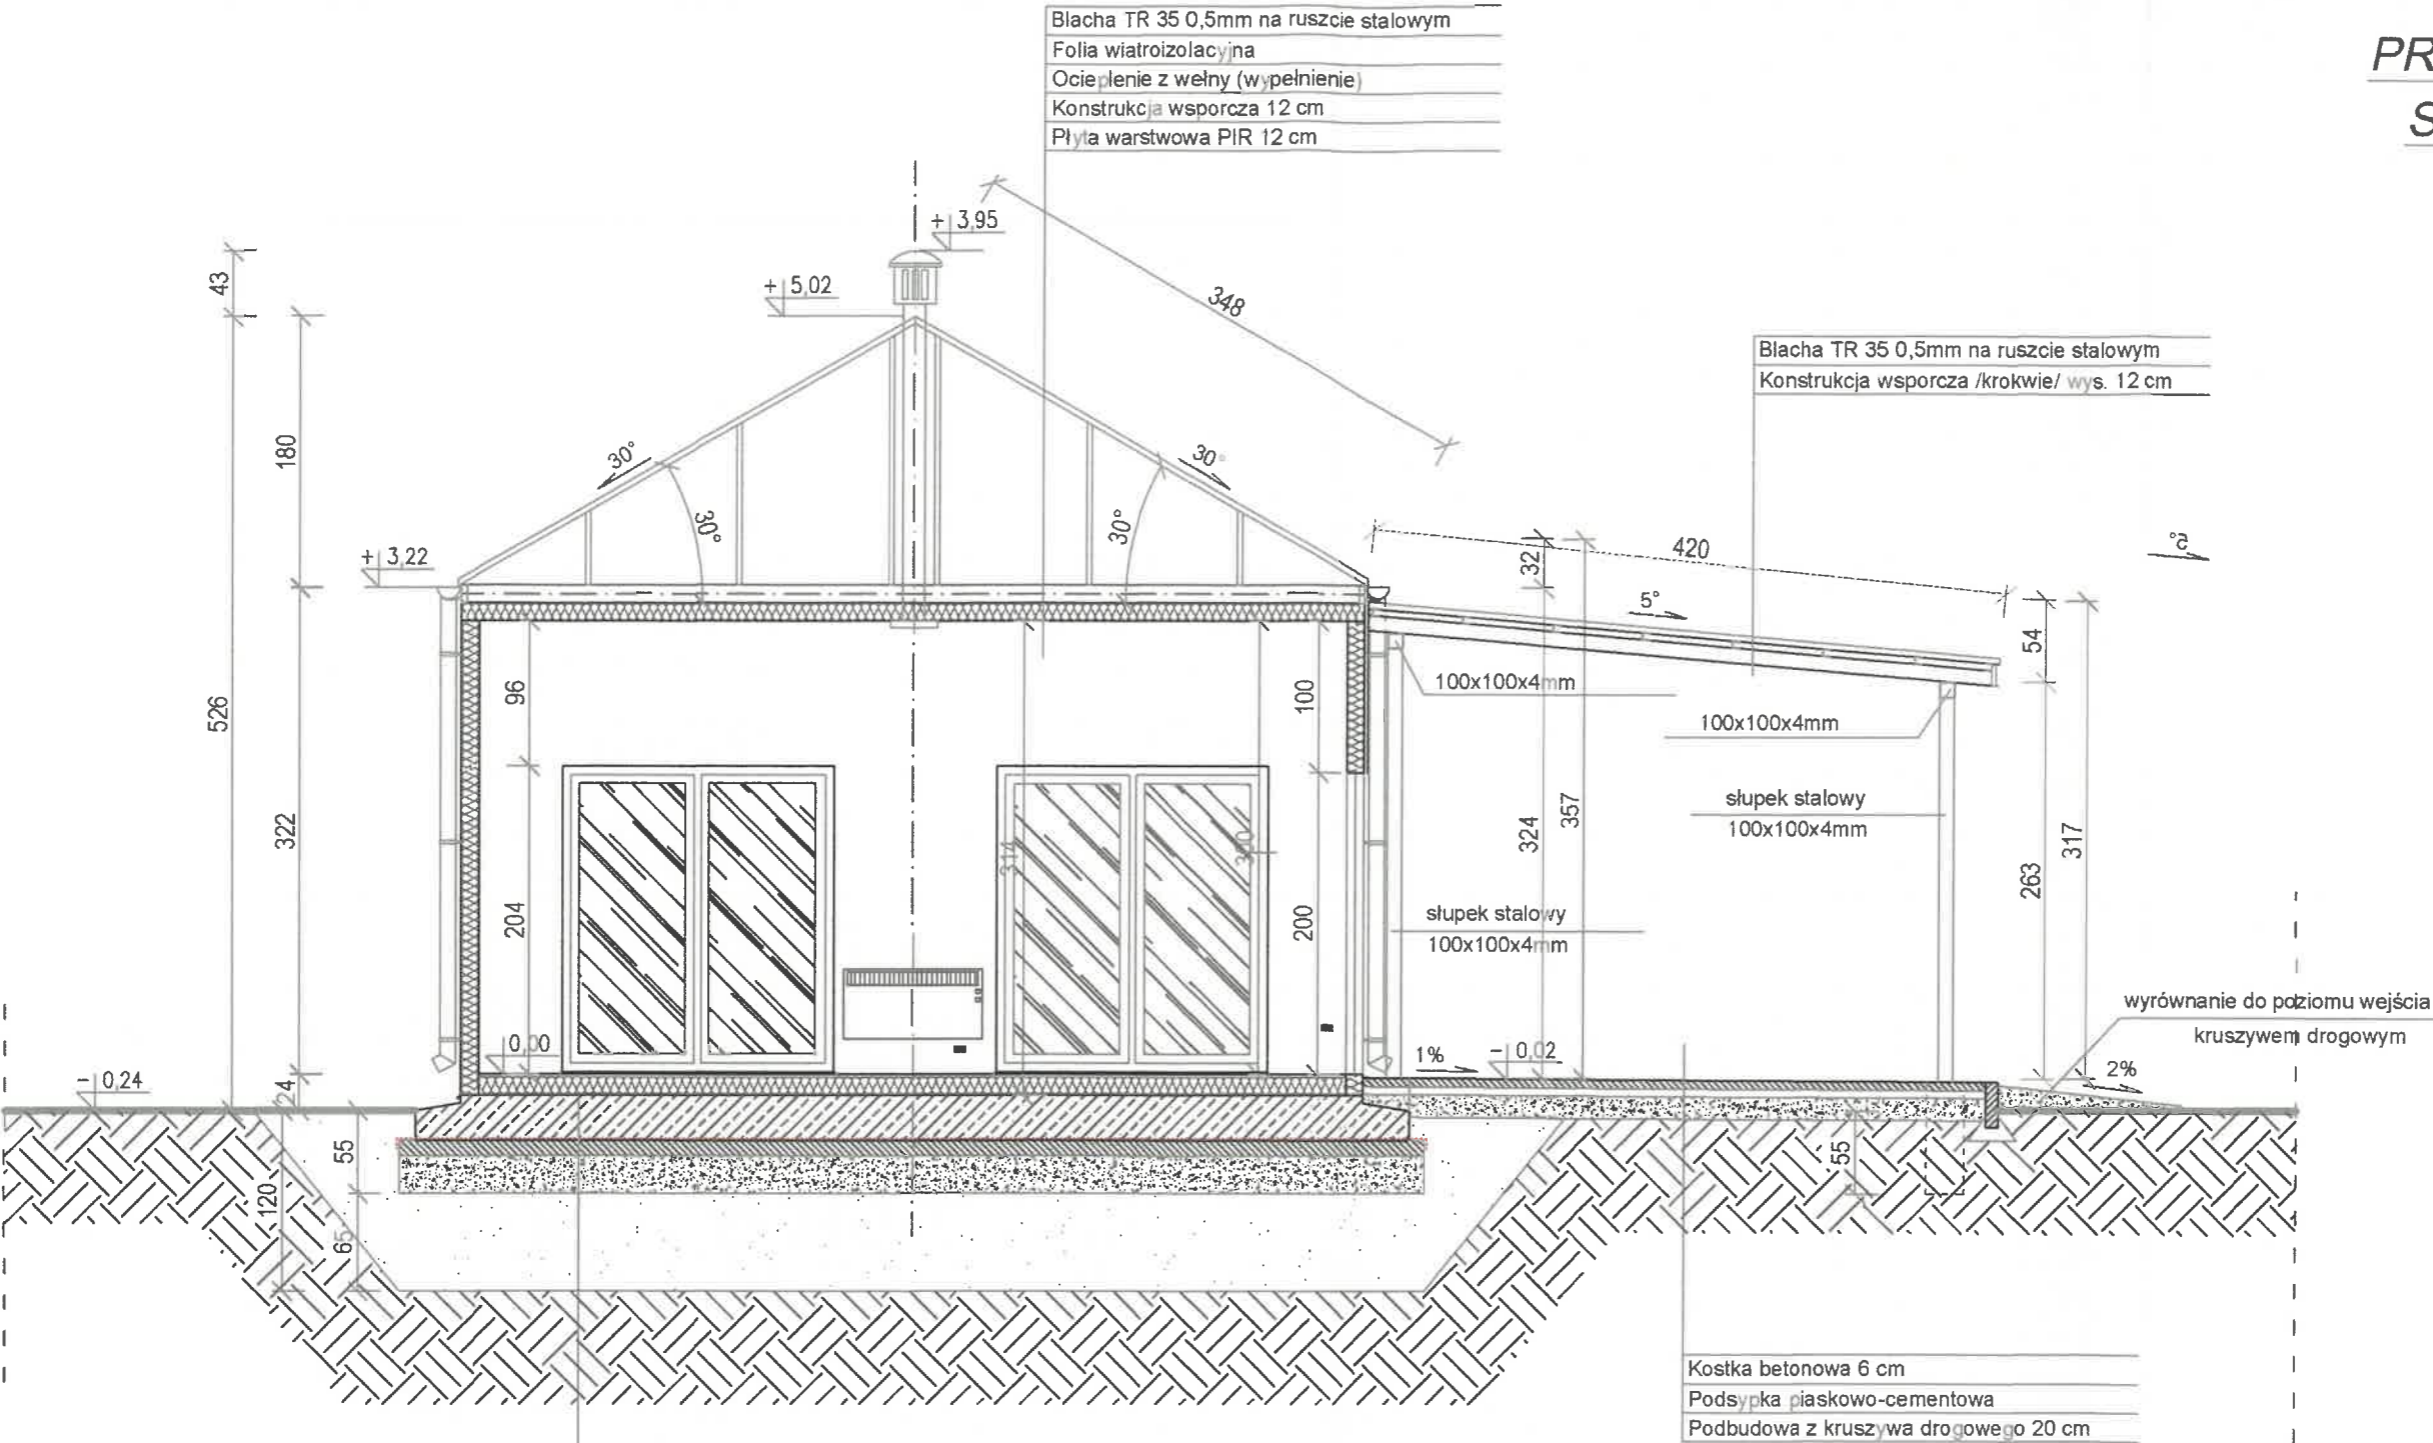 Blacha TR 35 0,5mm na ruszcie stalowym
Folia wiatroizolacyjna
Ocieplenie z wełny (wypełnienie)
Konstrukcja wsporcza 12 cm
Płyta warstwowa PIR 12 cm
PR
S
+ 3,95
+ 5,02
43
348
Blacha TR 35 0,5mm na ruszcie stalowym
Konstrukcja wsporcza /krokwie/ wys. 12 cm
180
30°
30°
30°
30°
+ 3,22
32
420
5°
54
96
100
100x100x4mm
100x100x4mm
526
322
słupek stalowy
100x100x4mm
324
357
317
263
314
300
204
200
słupek stalowy
100x100x4mm
wyrównanie do poziomu wejścia
kruszywem drogowym
0,00
1%
- 0,02
2%
- 0,24
24
55
55
120
65
Kostka betonowa 6 cm
Podsypka piaskowo-cementowa
Podbudowa z kruszywa drogowego 20 cm